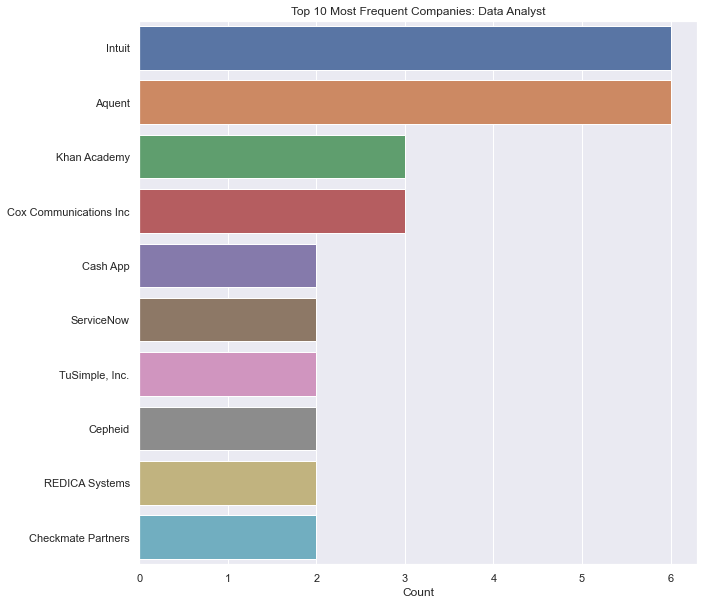 Top 10 Most Frequent Companies: Data Analyst
Intuit
Aquent
Khan Academy
Cox Communications Inc
Cash App
ServiceNow
TuSimple, Inc.
Cepheid
REDICA Systems
Checkmate Partners
0 1 2 3 4 5 6
Count